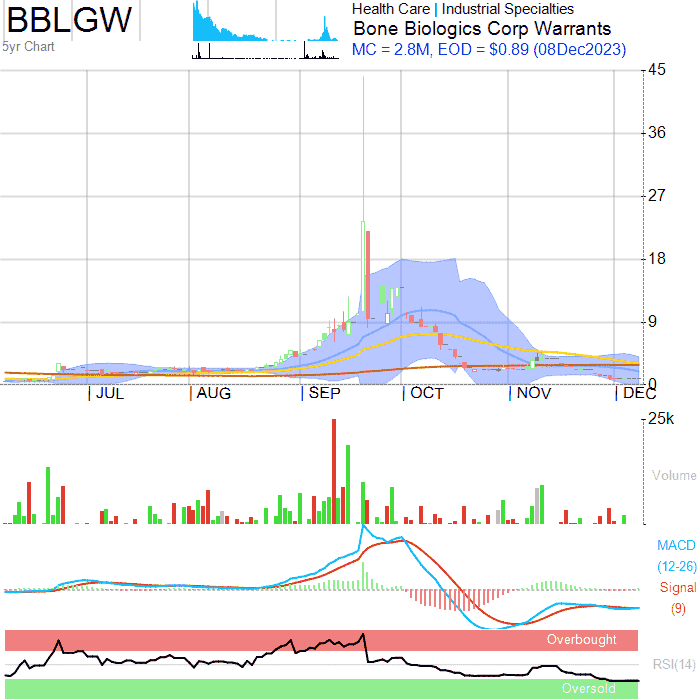 BBLGW
5yr Chart
Health Care | Industrial Specialties
Bone Biologics Corp Warrants
MC = 2.8M, EOD = $0.89 (08Dec2023)
45
36
27
18
9
0
JUL AUG SEP OCT NOV DEC
25k
Volume
MACD
(12-26)
Signal
(9)
Overbought
RSI(14)
Oversold